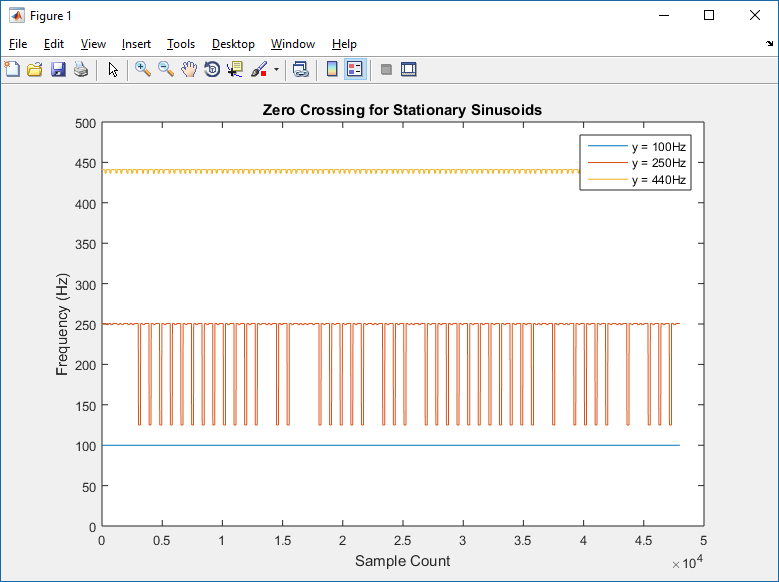 Figure 1
File Edit View Insert Tools Desktop Window Help
Zero Crossing for Stationary Sinusoids
500
450
400
350
300
250
200
150
100
50
0
Frequency (Hz)
y = 100Hz
y = 250Hz
y = 440Hz
0 0.5 1 1.5 2 2.5 3 3.5 4 4.5 5
Sample Count
×10^4